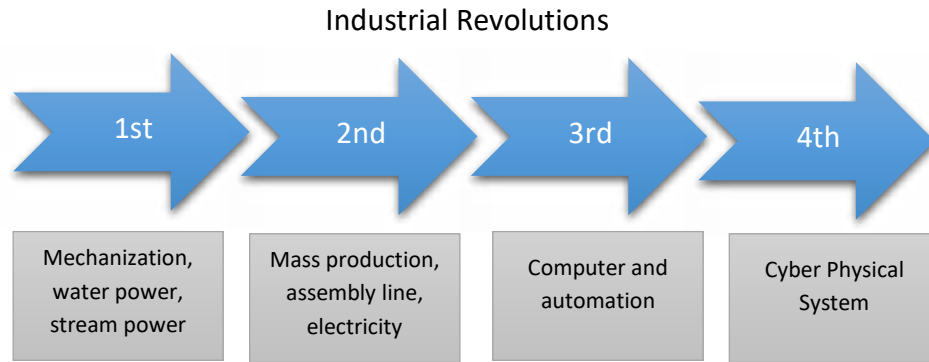 Industrial Revolutions
1st
2nd
3rd
4th
Mechanization,
water power,
stream power
Mass production,
assembly line,
electricity
Computer and
automation
Cyber Physical
System